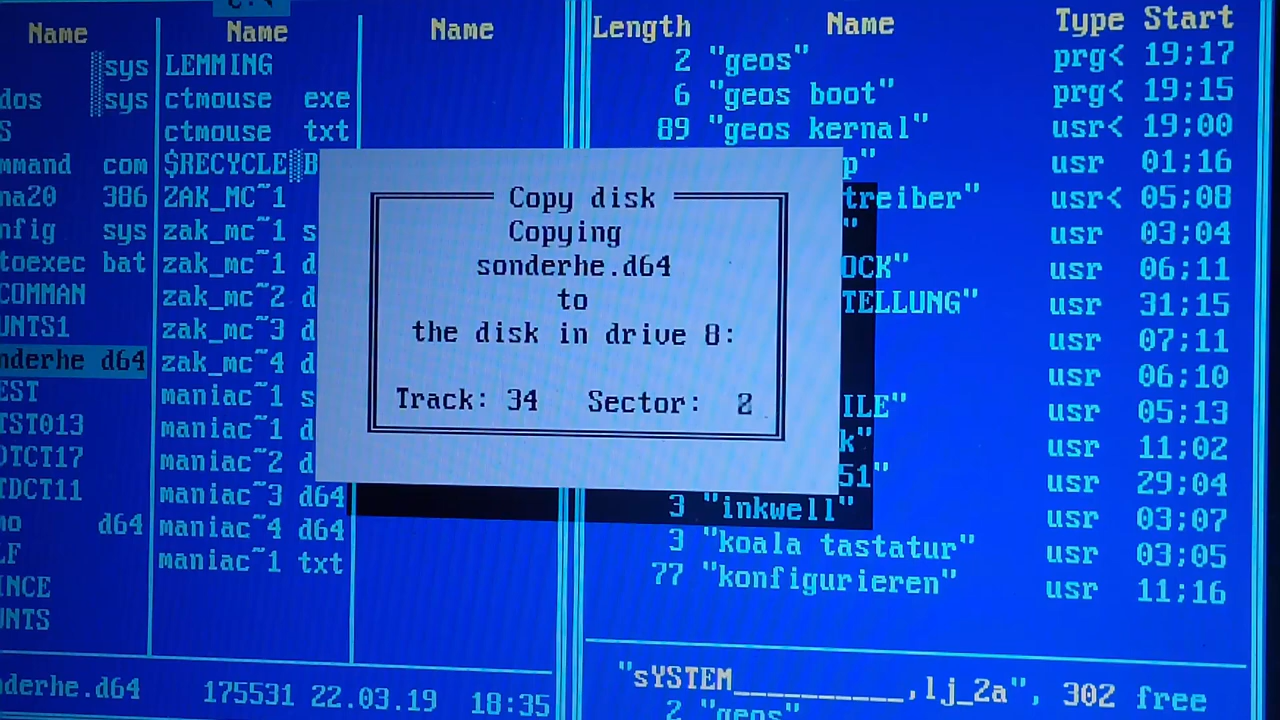 C:\
Name Name Name
sys LEMMING
dos sys ctmouse exe
S ctmouse txt
mmand com $RECYCLE B
ma20 386 ZAK_MC~1
nfig sys zak_mc~1 s
toexec bat zak_mc~1 d
COMMAN zak_mc~2 d
UNTS1 zak_mc~3 d
nderhe d64 zak_mc~4 d
EST maniac~1 s
TST013 maniac~1 d
OTCT17 maniac~2 d
TDCT11 maniac~3 d64
mo d64 maniac~4 d64
LF maniac~1 txt
INCE
UNTS
nderhe.d64 175531 22.03.19 18:35
Copy disk
Copying
sonderhe.d64
to
the disk in drive 8:
Track: 34 Sector: 2
Length Name Type Start
2 "geos" prg< 19;17
6 "geos boot" prg< 19;15
89 "geos kernal" usr< 19;00
p" usr 01;16
treiber" usr< 05;08
" usr 03;04
OCK" usr 06;11
TELLUNG" usr 31;15
usr 07;11
usr 06;10
ILE" usr 05;13
k" usr 11;02
51" usr 29;04
3 "inkwell" usr 03;07
3 "koala tastatur" usr 03;05
77 "konfigurieren" usr 11;16
"sYSTEM__________,lj_2a", 302 free
2 "geos"